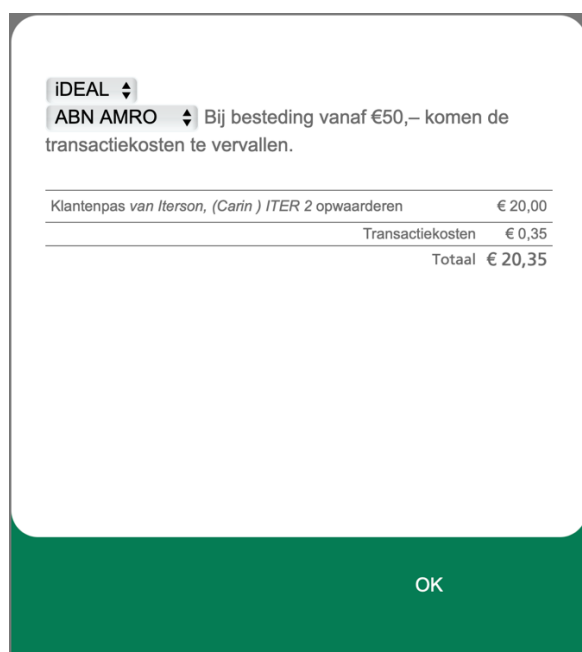 iDEAL
ABN AMRO Bij besteding vanaf €50,– komen de
transactiekosten te vervallen.
Klantenpas van Iterson, (Carin ) ITER 2 opwaarderen € 20,00
Transactiekosten € 0,35
Totaal € 20,35
OK